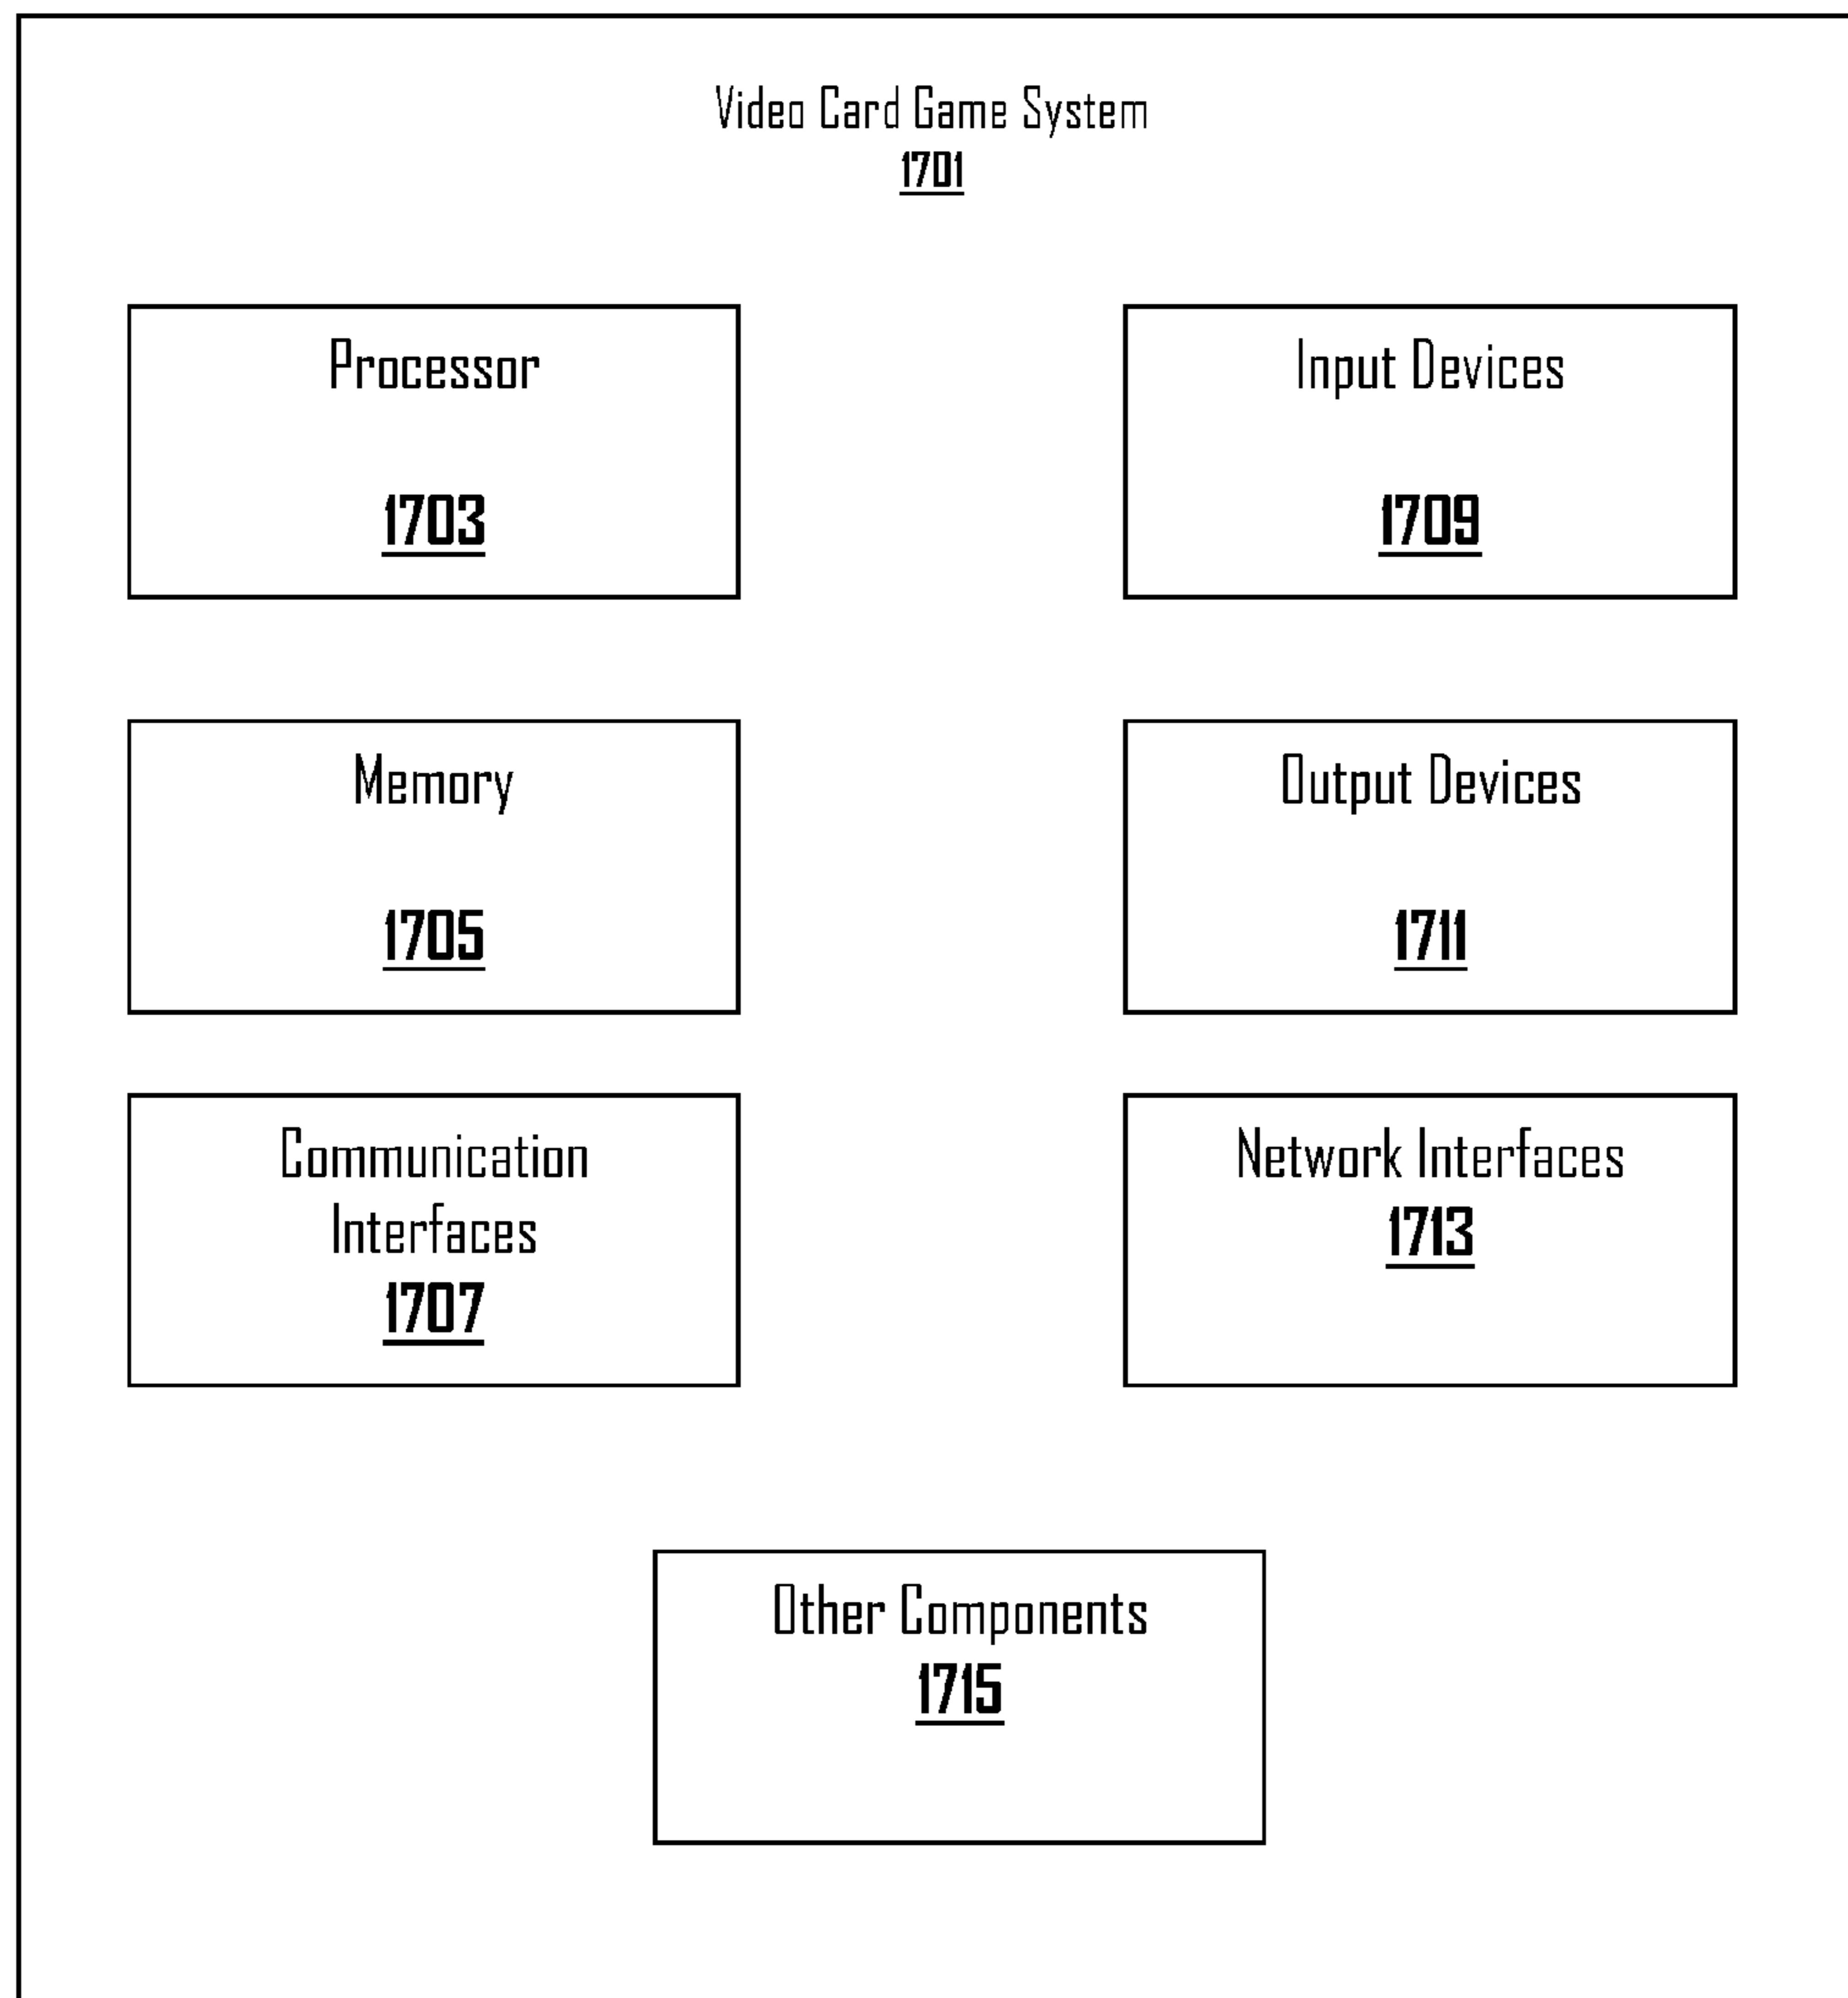 Video Card Game System
1701
Processor
1703
Input Devices
1709
Memory
1705
Output Devices
1711
Communication
Interfaces
1707
Network Interfaces
1713
Other Components
1715